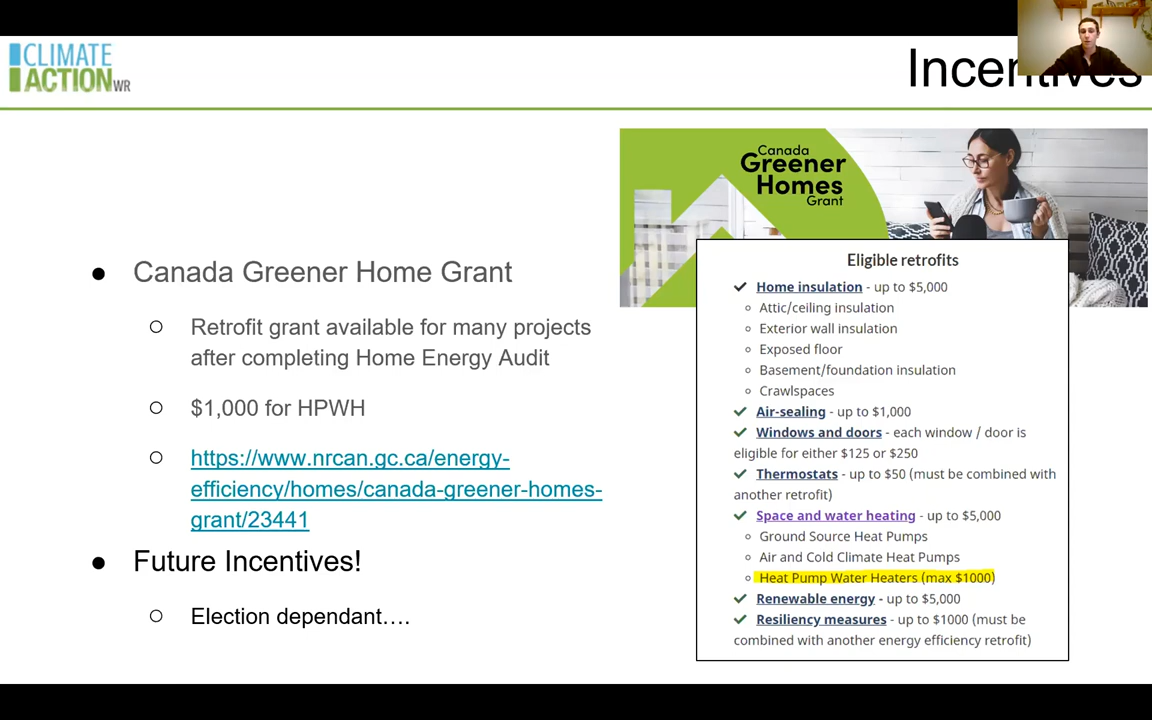 CLIMATE
ACTION WR
Incentives
Canada
Greener
Homes
Grant
● Canada Greener Home Grant
○ Retrofit grant available for many projects
after completing Home Energy Audit
○ $1,000 for HPWH
○ https://www.nrcan.gc.ca/energy-
efficiency/homes/canada-greener-homes-
grant/23441
● Future Incentives!
○ Election dependant….
Eligible retrofits
✓ Home insulation - up to $5,000
○ Attic/ceiling insulation
○ Exterior wall insulation
○ Exposed floor
○ Basement/foundation insulation
○ Crawlspaces
✓ Air-sealing - up to $1,000
✓ Windows and doors - each window / door is
eligible for either $125 or $250
✓ Thermostats - up to $50 (must be combined with
another retrofit)
✓ Space and water heating - up to $5,000
○ Ground Source Heat Pumps
○ Air and Cold Climate Heat Pumps
○ Heat Pump Water Heaters (max $1000)
✓ Renewable energy - up to $5,000
✓ Resiliency measures - up to $1000 (must be
combined with another energy efficiency retrofit)